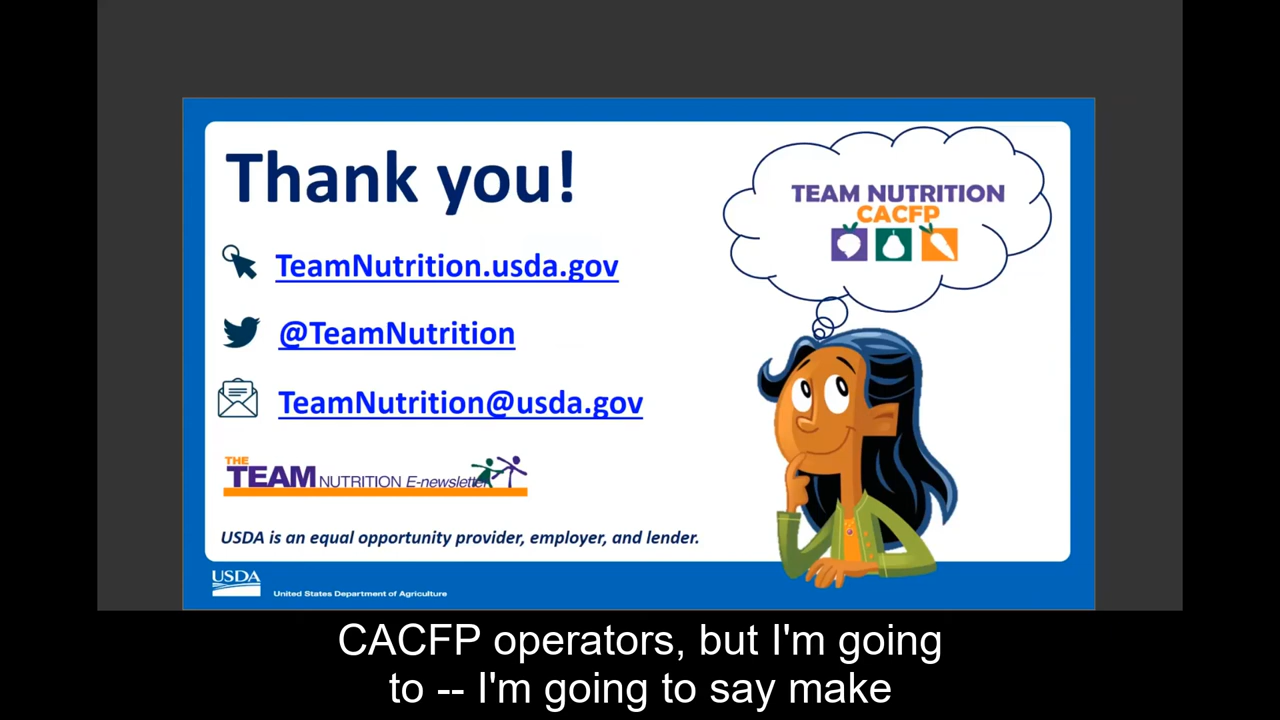 Thank you!
TeamNutrition.usda.gov
@TeamNutrition
TeamNutrition@usda.gov
THE
TEAM NUTRITION E-newsletter
USDA is an equal opportunity provider, employer, and lender.
TEAM NUTRITION
CACFP
USDA
United States Department of Agriculture
CACFP operators, but I'm going
to -- I'm going to say make